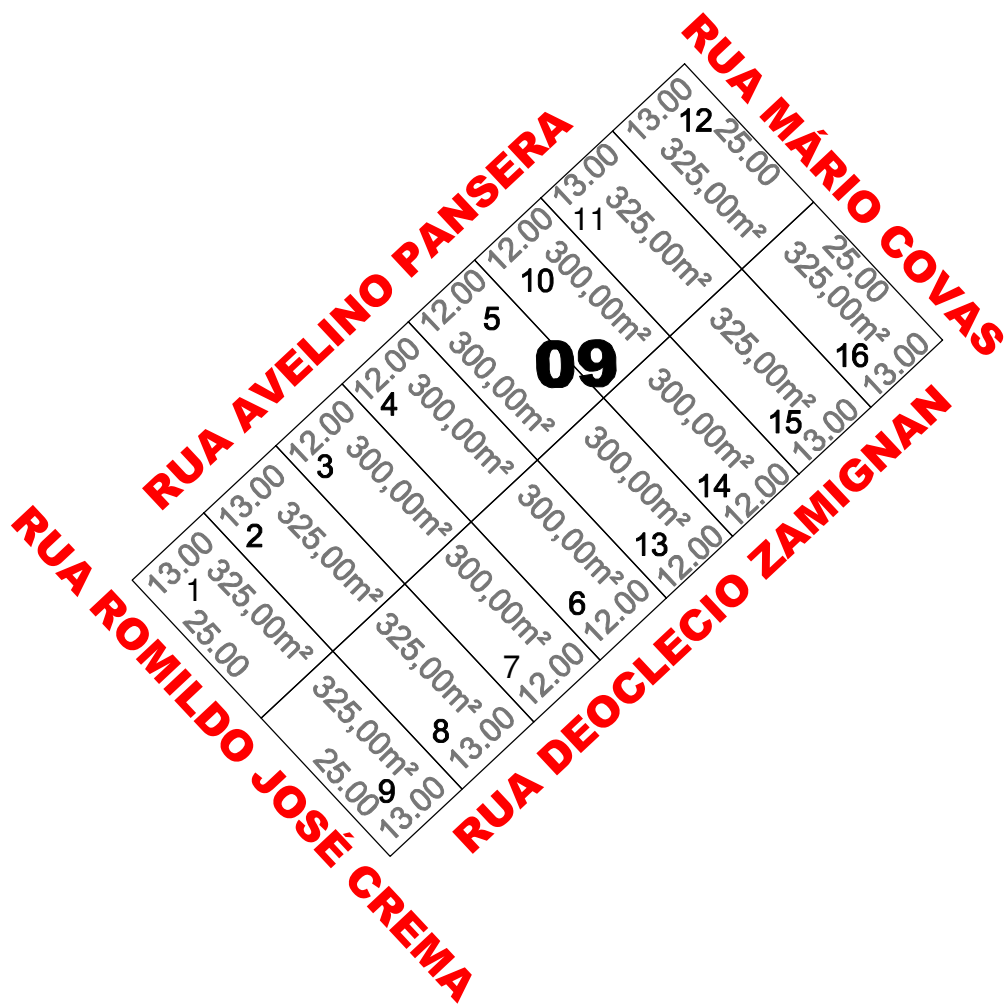 RUA MÁRIO COVAS
RUA AVELINO PANSERA
RUA ROMILDO JOSÉ CREMA
RUA DEOCLECIO ZAMIGNAN
09
13.00
12
25.00
325,00m²
13.00
11
325,00m²
12.00
10
300,00m²
12.00
5
300,00m²
12.00
4
300,00m²
12.00
3
300,00m²
13.00
2
325,00m²
13.00
1
325,00m²
25.00
25.00
325,00m²
16
13.00
325,00m²
15
13.00
300,00m²
14
12.00
300,00m²
13
12.00
300,00m²
6
12.00
300,00m²
7
12.00
325,00m²
8
13.00
325,00m²
25.00
9
13.00